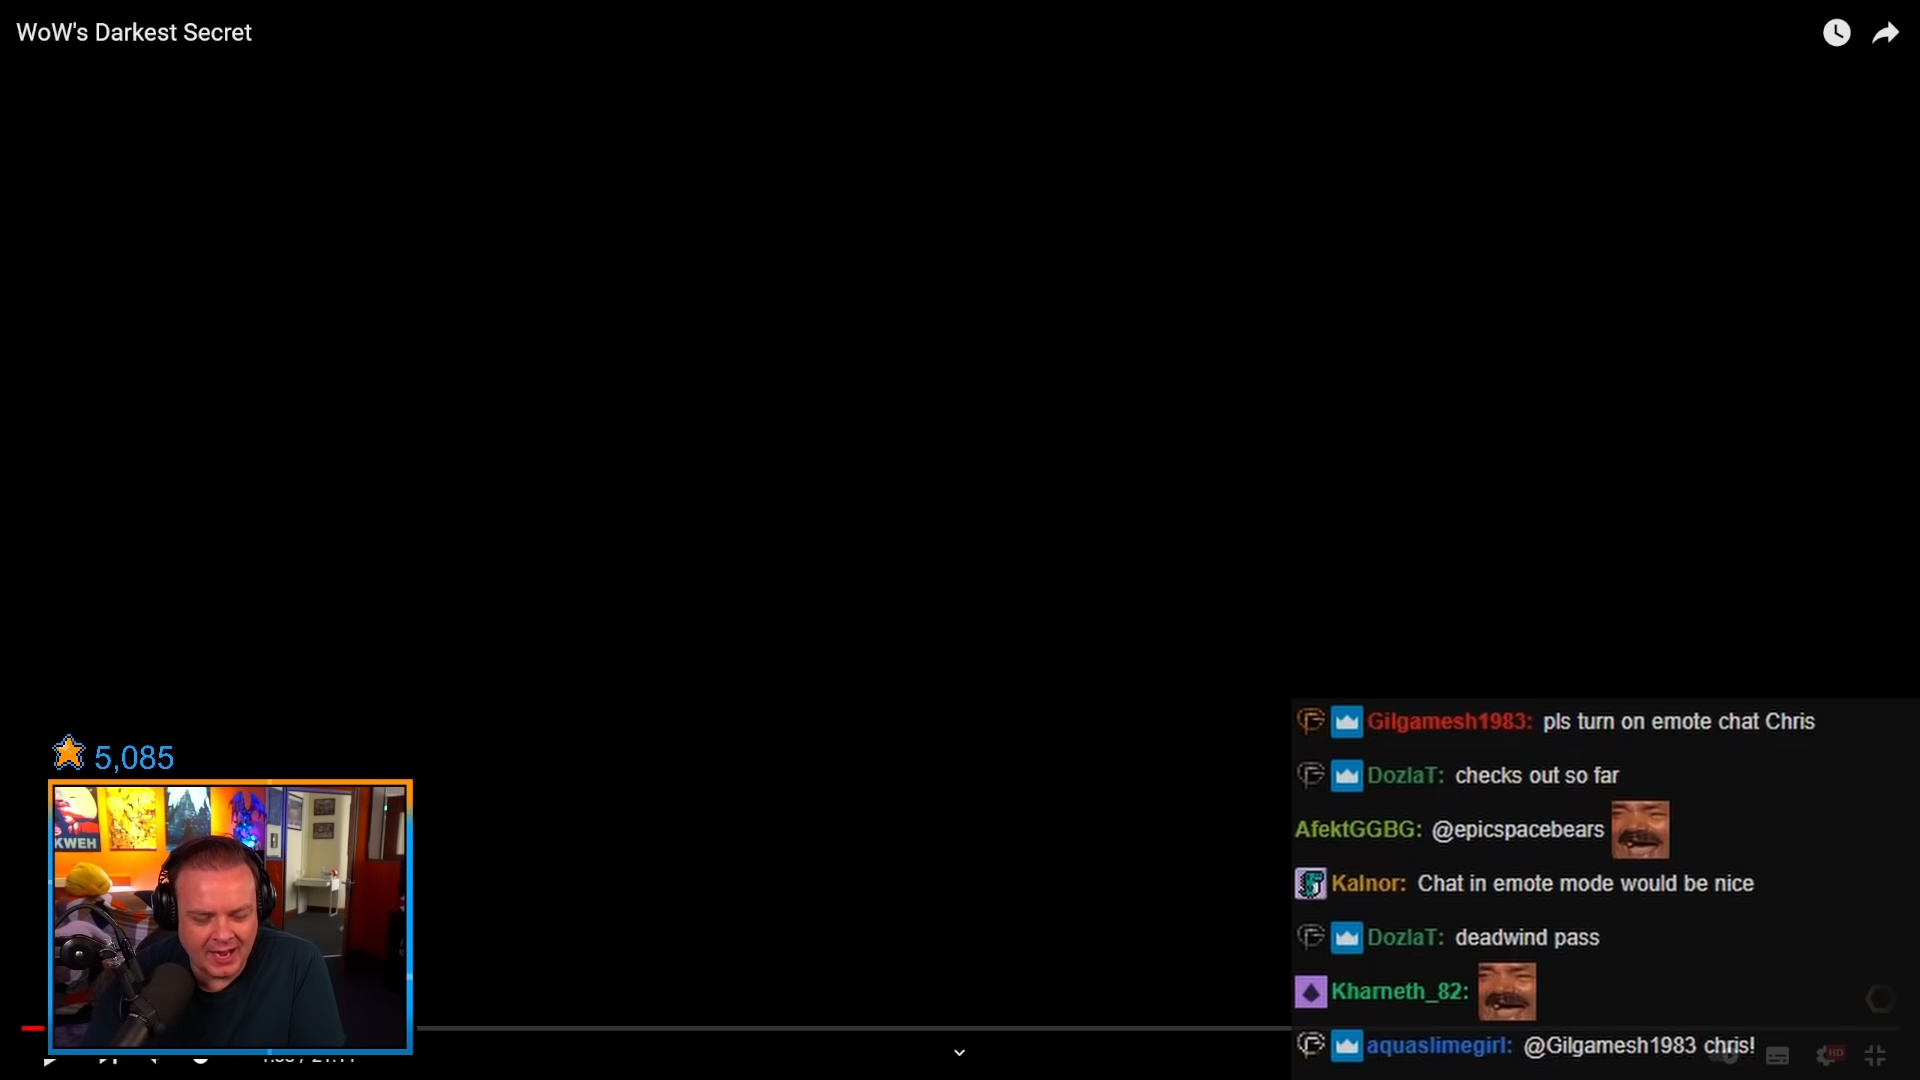 WoW's Darkest Secret
Gilgamesh1983: pls turn on emote chat Chris
DozlaT: checks out so far
5,085
AfektGGBG: @epicspacebears
KWEH
Kalnor: Chat in emote mode would be nice
DozlaT: deadwind pass
Kharneth_82:
aquaslimegirl: @Gilgamesh1983 chris!
HD